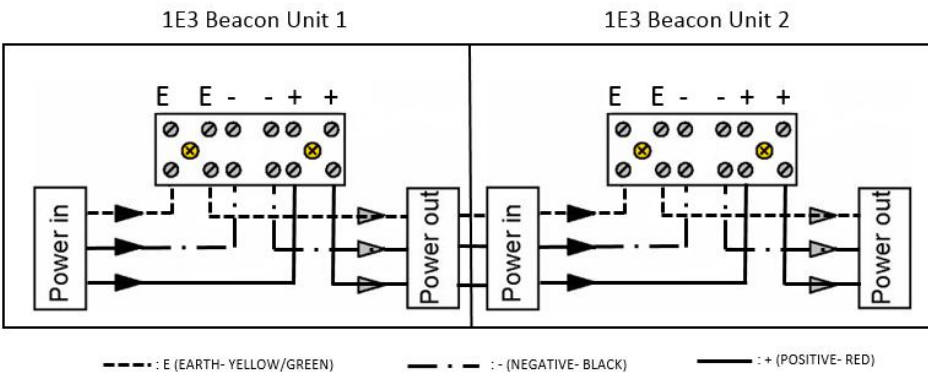 1E3 Beacon Unit 1
1E3 Beacon Unit 2
E E - - + +
E E - - + +
Power in
Power out
Power in
Power out
: E (EARTH- YELLOW/GREEN)
: - (NEGATIVE- BLACK)
: + (POSITIVE- RED)